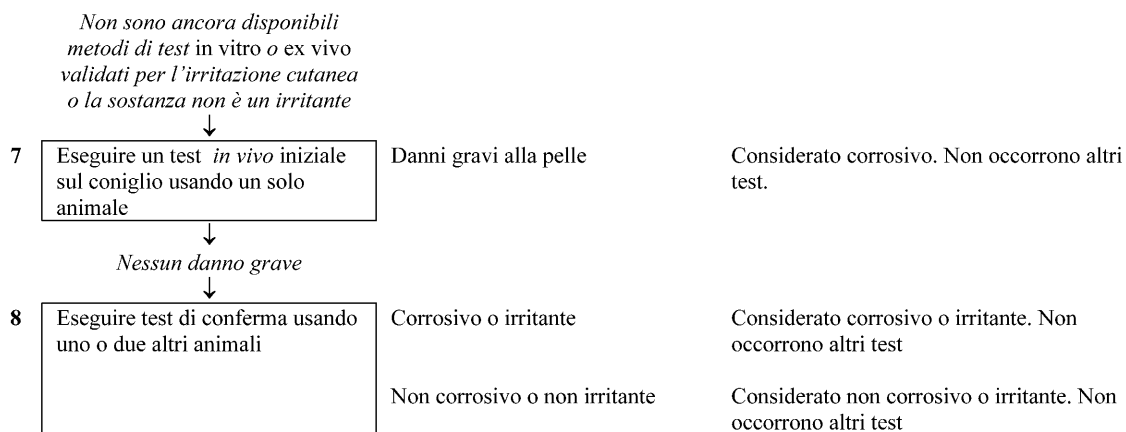 Non sono ancora disponibili
metodi di test in vitro o ex vivo
validati per l'irritazione cutanea
o la sostanza non è un irritante
↓
7 Eseguire un test in vivo iniziale Danni gravi alla pelle Considerato corrosivo. Non occorrono altri
sul coniglio usando un solo test.
animale
↓
Nessun danno grave
↓
8 Eseguire test di conferma usando Corrosivo o irritante Considerato corrosivo o irritante. Non
uno o due altri animali occorrono altri test
Non corrosivo o non irritante Considerato non corrosivo o irritante. Non
occorrono altri test